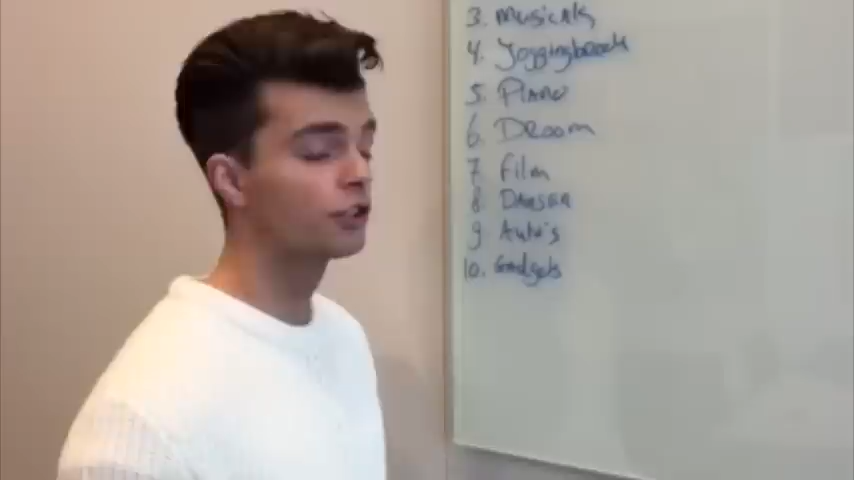 3. Musicals
4. Joggingbroek
5. Piano
6. Droom
7 Film
8 Dansen
9 Auto's
10. Gadgets